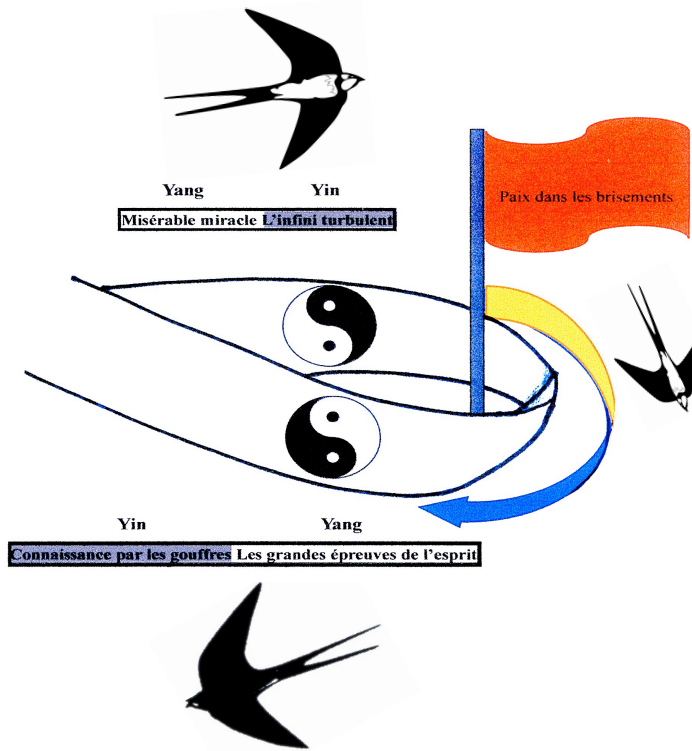 Paix dans les brisements
Yang Yin
Misérable miracle L'infini turbulent
Yin Yang
Connaissance par les gouffres Les grandes épreuves de l'esprit